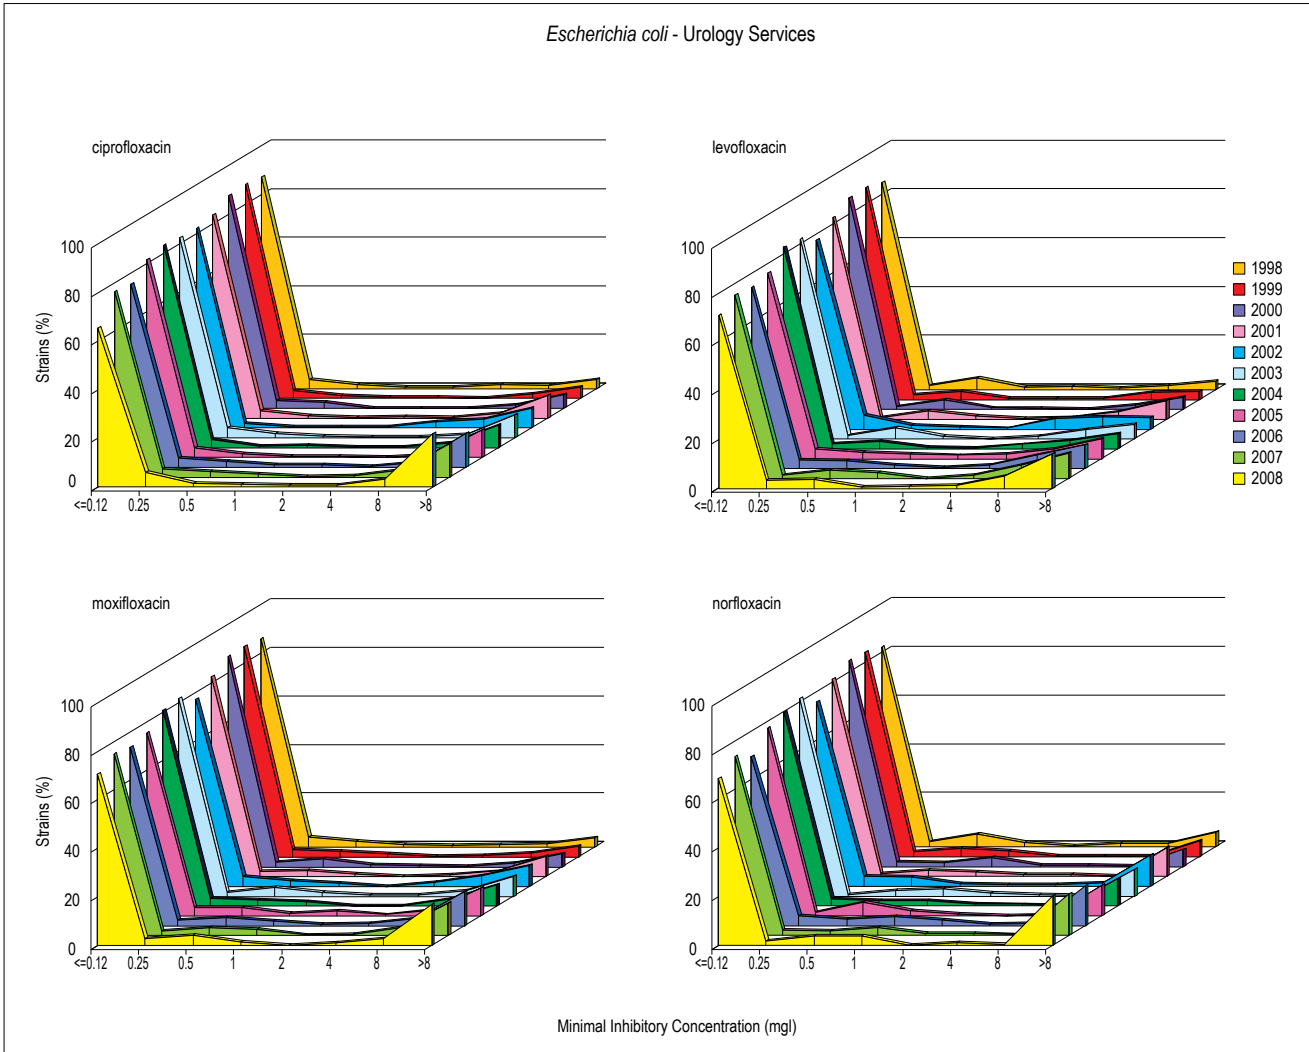 Escherichia coli - Urology Services
ciprofloxacin
Strains (%)
100
80
60
40
20
0
<=0.12 0.25 0.5 1 2 4 8 >8
levofloxacin
100
80
60
40
20
0
<=0.12 0.25 0.5 1 2 4 8 >8
1998
1999
2000
2001
2002
2003
2004
2005
2006
2007
2008
moxifloxacin
Strains (%)
100
80
60
40
20
0
<=0.12 0.25 0.5 1 2 4 8 >8
norfloxacin
100
80
60
40
20
0
<=0.12 0.25 0.5 1 2 4 8 >8
Minimal Inhibitory Concentration (mgl)